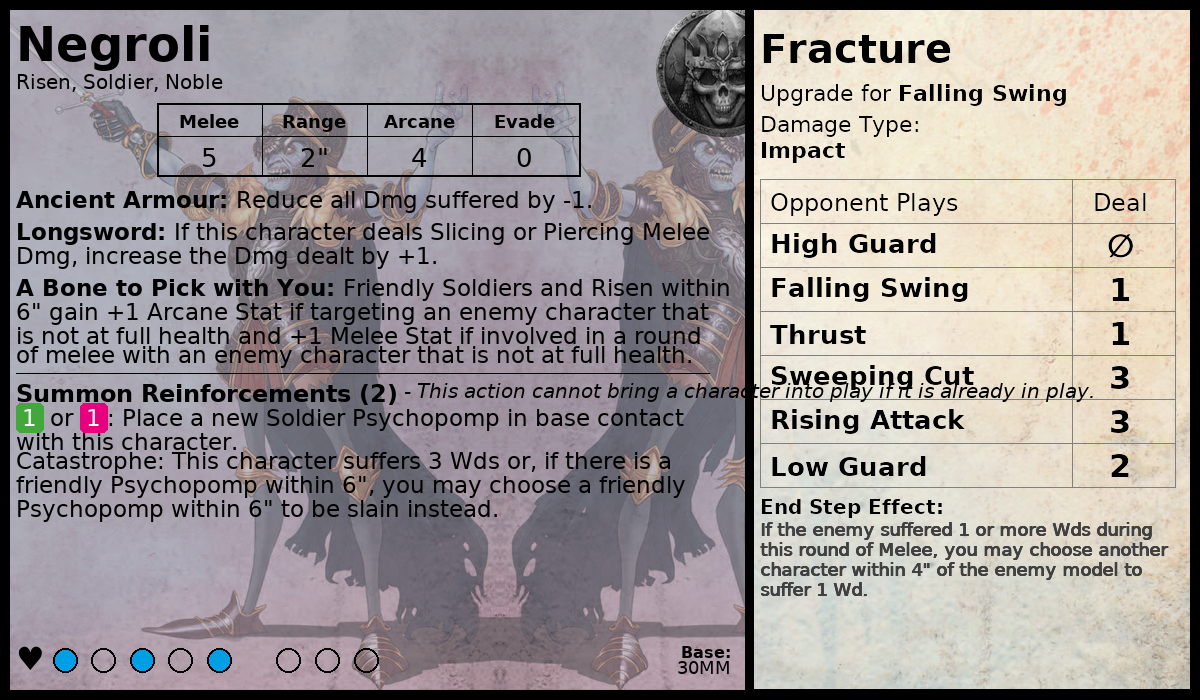 Negroli
Risen, Soldier, Noble
Melee Range Arcane Evade
5 2" 4 0
Ancient Armour: Reduce all Dmg suffered by -1.
Longsword: If this character deals Slicing or Piercing Melee
Dmg, increase the Dmg dealt by +1.
A Bone to Pick with You: Friendly Soldiers and Risen within
6" gain +1 Arcane Stat if targeting an enemy character that
is not at full health and +1 Melee Stat if involved in a round
of melee with an enemy character that is not at full health.
Summon Reinforcements (2) - This action cannot bring a character into play if it is already in play.
1 or 1: Place a new Soldier Psychopomp in base contact
with this character.
Catastrophe: This character suffers 3 Wds or, if there is a
friendly Psychopomp within 6", you may choose a friendly
Psychopomp within 6" to be slain instead.
Base:
30MM
Fracture
Upgrade for Falling Swing
Damage Type:
Impact
Opponent Plays Deal
High Guard ∅
Falling Swing 1
Thrust 1
Sweeping Cut 3
Rising Attack 3
Low Guard 2
End Step Effect:
If the enemy suffered 1 or more Wds during
this round of Melee, you may choose another
character within 4" of the enemy model to
suffer 1 Wd.